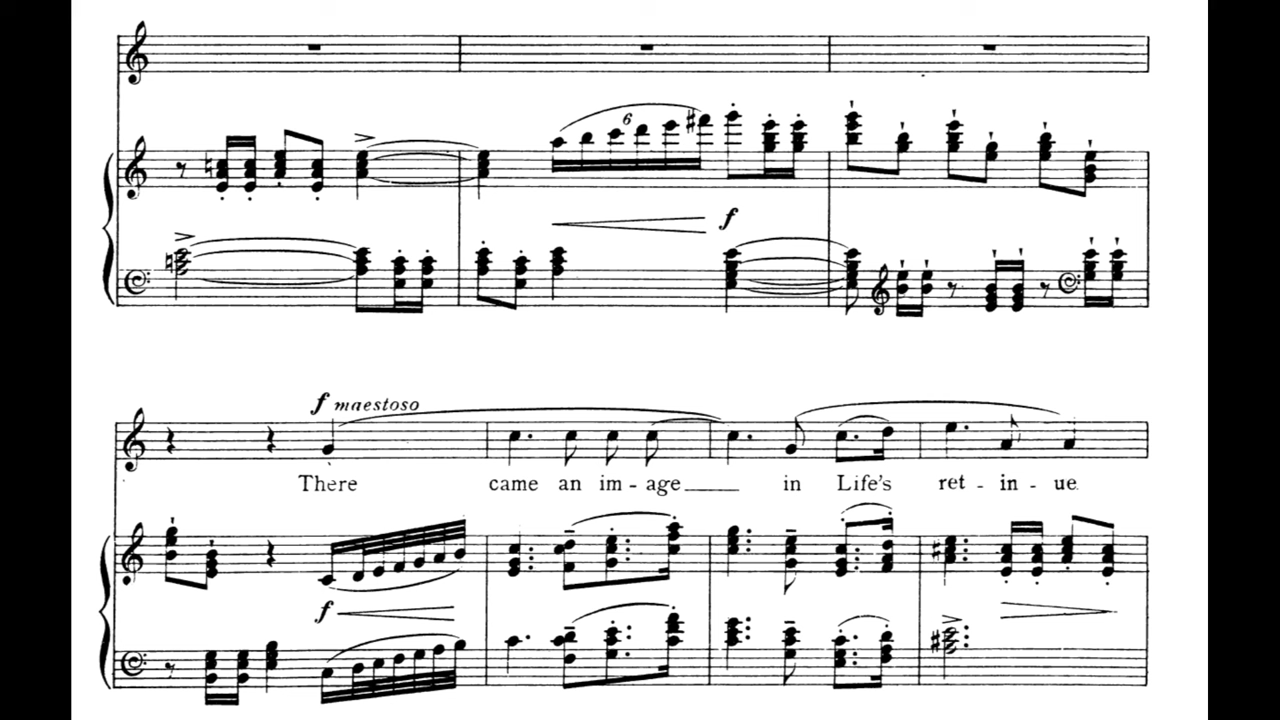 6
f
f maestoso
There came an im - age in Life's ret - in - ue
f